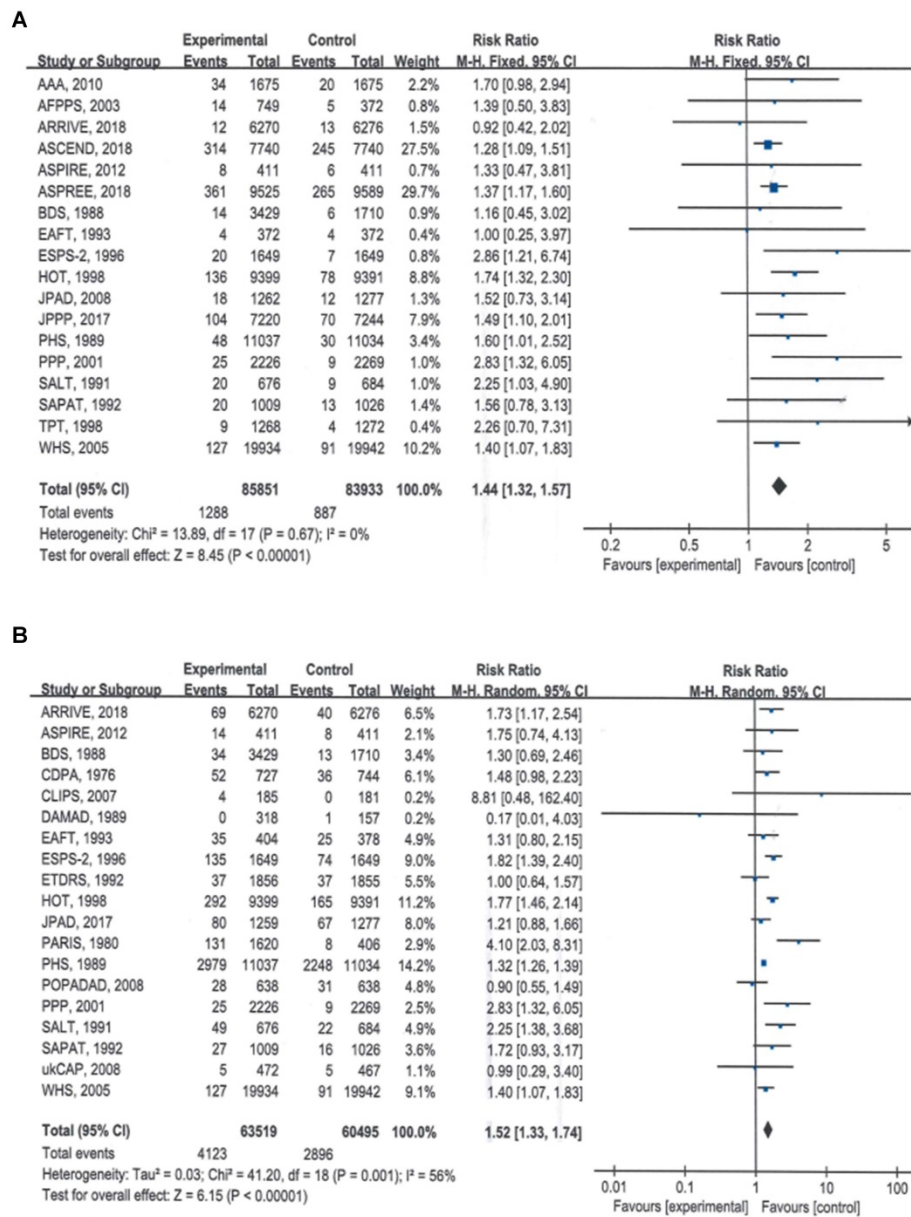 A
Experimental Control Risk Ratio Risk Ratio
Study or Subgroup Events Total Events Total Weight M-H. Fixed. 95% CI M-H. Fixed. 95% CI
AAA, 2010 34 1675 20 1675 2.2% 1.70 [0.98, 2.94]
AFPPS, 2003 14 749 5 372 0.8% 1.39 [0.50, 3.83]
ARRIVE, 2018 12 6270 13 6276 1.5% 0.92 [0.42, 2.02]
ASCEND, 2018 314 7740 245 7740 27.5% 1.28 [1.09, 1.51]
ASPIRE, 2012 8 411 6 411 0.7% 1.33 [0.47, 3.81]
ASPREE, 2018 361 9525 265 9589 29.7% 1.37 [1.17, 1.60]
BDS, 1988 14 3429 6 1710 0.9% 1.16 [0.45, 3.02]
EAFT, 1993 4 372 4 372 0.4% 1.00 [0.25, 3.97]
ESPS-2, 1996 20 1649 7 1649 0.8% 2.86 [1.21, 6.74]
HOT, 1998 136 9399 78 9391 8.8% 1.74 [1.32, 2.30]
JPAD, 2008 18 1262 12 1277 1.3% 1.52 [0.73, 3.14]
JPPP, 2017 104 7220 70 7244 7.9% 1.49 [1.10, 2.01]
PHS, 1989 48 11037 30 11034 3.4% 1.60 [1.01, 2.52]
PPP, 2001 25 2226 9 2269 1.0% 2.83 [1.32, 6.05]
SALT, 1991 20 676 9 684 1.0% 2.25 [1.03, 4.90]
SAPAT, 1992 20 1009 13 1026 1.4% 1.56 [0.78, 3.13]
TPT, 1998 9 1268 4 1272 0.4% 2.26 [0.70, 7.31]
WHS, 2005 127 19934 91 19942 10.2% 1.40 [1.07, 1.83]
Total (95% CI) 85851 83933 100.0% 1.44 [1.32, 1.57]
Total events 1288 887
Heterogeneity: Chi² = 13.89, df = 17 (P = 0.67); I² = 0%
Test for overall effect: Z = 8.45 (P < 0.00001)
0.2 0.5 1 2 5
Favours [experimental] Favours [control]
B
Experimental Control Risk Ratio Risk Ratio
Study or Subgroup Events Total Events Total Weight M-H. Random. 95% CI M-H. Random. 95% CI
ARRIVE, 2018 69 6270 40 6276 6.5% 1.73 [1.17, 2.54]
ASPIRE, 2012 14 411 8 411 2.1% 1.75 [0.74, 4.13]
BDS, 1988 34 3429 13 1710 3.4% 1.30 [0.69, 2.46]
CDPA, 1976 52 727 36 744 6.1% 1.48 [0.98, 2.23]
CLIPS, 2007 4 185 0 181 0.2% 8.81 [0.48, 162.40]
DAMAD, 1989 0 318 1 157 0.2% 0.17 [0.01, 4.03]
EAFT, 1993 35 404 25 378 4.9% 1.31 [0.80, 2.15]
ESPS-2, 1996 135 1649 74 1649 9.0% 1.82 [1.39, 2.40]
ETDRS, 1992 37 1856 37 1855 5.5% 1.00 [0.64, 1.57]
HOT, 1998 292 9399 165 9391 11.2% 1.77 [1.46, 2.14]
JPAD, 2017 80 1259 67 1277 8.1% 1.21 [0.88, 1.66]
PARIS, 1980 131 1620 8 406 2.9% 4.10 [2.03, 8.31]
PHS, 1989 2979 11037 2248 11034 14.2% 1.32 [1.26, 1.39]
POPADAD, 2008 28 638 31 638 4.8% 0.90 [0.55, 1.49]
PPP, 2001 25 2226 9 2269 2.5% 2.83 [1.32, 6.05]
SALT, 1991 49 676 22 684 4.9% 2.25 [1.38, 3.68]
SAPAT, 1992 27 1009 16 1026 3.6% 1.72 [0.93, 3.17]
ukCAP, 2008 5 472 5 467 1.1% 0.99 [0.29, 3.40]
WHS, 2005 127 19934 91 19942 9.1% 1.40 [1.07, 1.83]
Total (95% CI) 63519 60495 100.0% 1.52 [1.33, 1.74]
Total events 4123 2896
Heterogeneity: Tau² = 0.03; Chi² = 41.20, df = 18 (P = 0.001); I² = 56%
Test for overall effect: Z = 6.15 (P < 0.00001)
0.01 0.1 1 10 100
Favours [experimental] Favours [control]